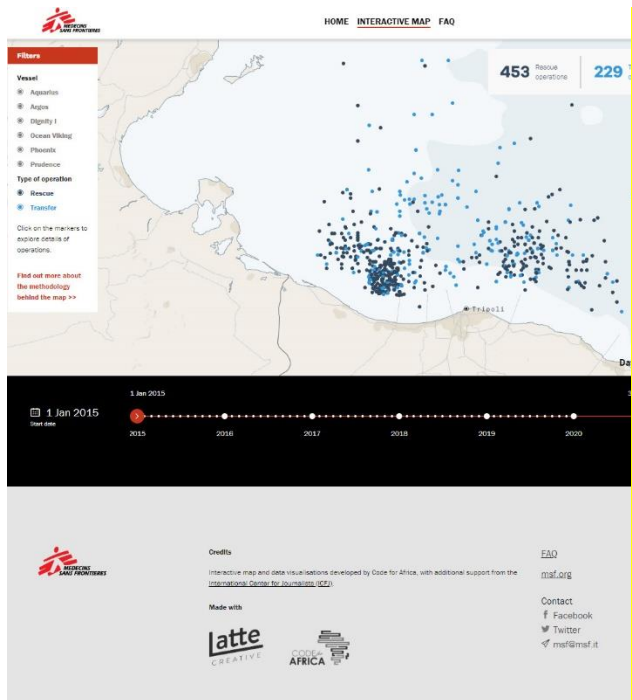 MEDECINS
SANS FRONTIERES
HOME INTERACTIVE MAP FAQ
Filters
Vessel
Aquarius
Argos
Dignity I
Ocean Viking
Phoenix
Prudence
Type of operation
Rescue
Transfer
Click on the markers to
explore details of
operations.
Find out more about
the methodology
behind the map >>
453 Rescue
operations
229
Tripoli
Da
1 Jan 2015
1 Jan 2015
Start date
2015 2016 2017 2018 2019 2020
MEDECINS
SANS FRONTIERES
Credits
Interactive map and data visualisations developed by Code for Africa, with additional support from the
International Center for Journalists (ICFJ).
Made with
latte
CREATIVE
CODE for
AFRICA
FAQ
msf.org
Contact
Facebook
Twitter
msf@msf.it